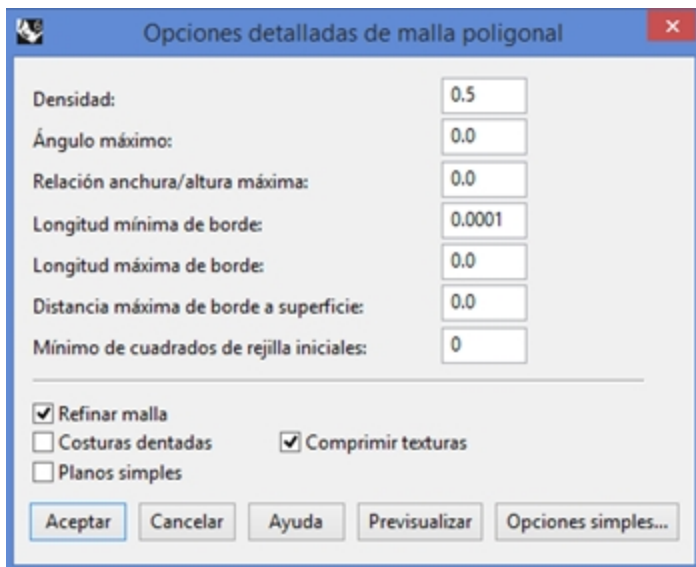 Opciones detalladas de malla poligonal
Densidad: 0.5
Ángulo máximo: 0.0
Relación anchura/altura máxima: 0.0
Longitud mínima de borde: 0.0001
Longitud máxima de borde: 0.0
Distancia máxima de borde a superficie: 0.0
Mínimo de cuadrados de rejilla iniciales: 0
Refinar malla
Costuras dentadas Comprimir texturas
Planos simples
Aceptar Cancelar Ayuda Previsualizar Opciones simples...